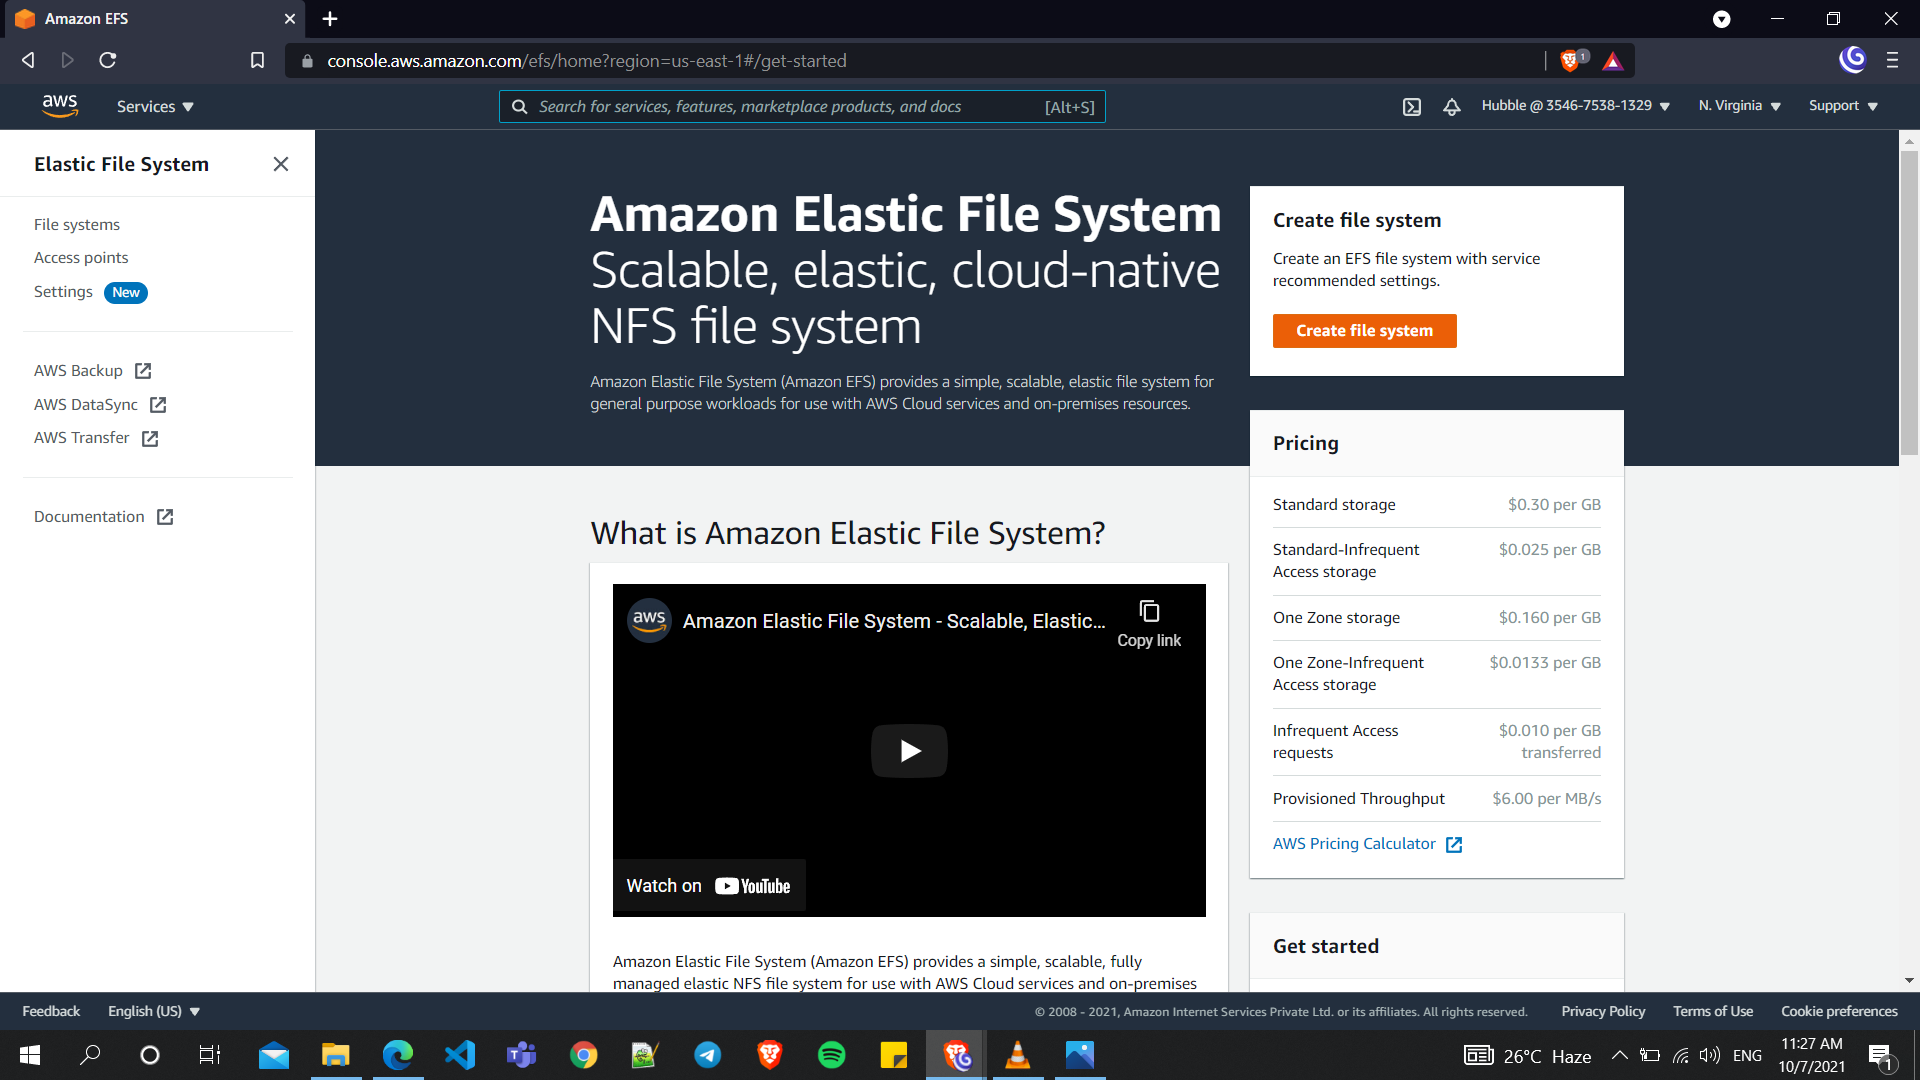 Amazon EFS
console.aws.amazon.com/efs/home?region=us-east-1#/get-started
1
aws
Services
Search for services, features, marketplace products, and docs [Alt+S]
Hubble @ 3546-7538-1329
N. Virginia
Support
Elastic File System
File systems
Access points
Settings New
AWS Backup
AWS DataSync
AWS Transfer
Documentation
Amazon Elastic File System
Scalable, elastic, cloud-native
NFS file system
Amazon Elastic File System (Amazon EFS) provides a simple, scalable, elastic file system for
general purpose workloads for use with AWS Cloud services and on-premises resources.
Create file system
Create an EFS file system with service
recommended settings.
Create file system
Pricing
Standard storage $0.30 per GB
Standard-Infrequent $0.025 per GB
Access storage
One Zone storage $0.160 per GB
One Zone-Infrequent $0.0133 per GB
Access storage
Infrequent Access $0.010 per GB
requests transferred
Provisioned Throughput $6.00 per MB/s
AWS Pricing Calculator
Get started
What is Amazon Elastic File System?
aws
Amazon Elastic File System - Scalable, Elastic...
Copy link
Watch on YouTube
Amazon Elastic File System (Amazon EFS) provides a simple, scalable, fully
managed elastic NFS file system for use with AWS Cloud services and on-premises
Feedback
English (US)
© 2008 - 2021, Amazon Internet Services Private Ltd. or its affiliates. All rights reserved.
Privacy Policy
Terms of Use
Cookie preferences
26°C Haze
ENG
11:27 AM
10/7/2021
1